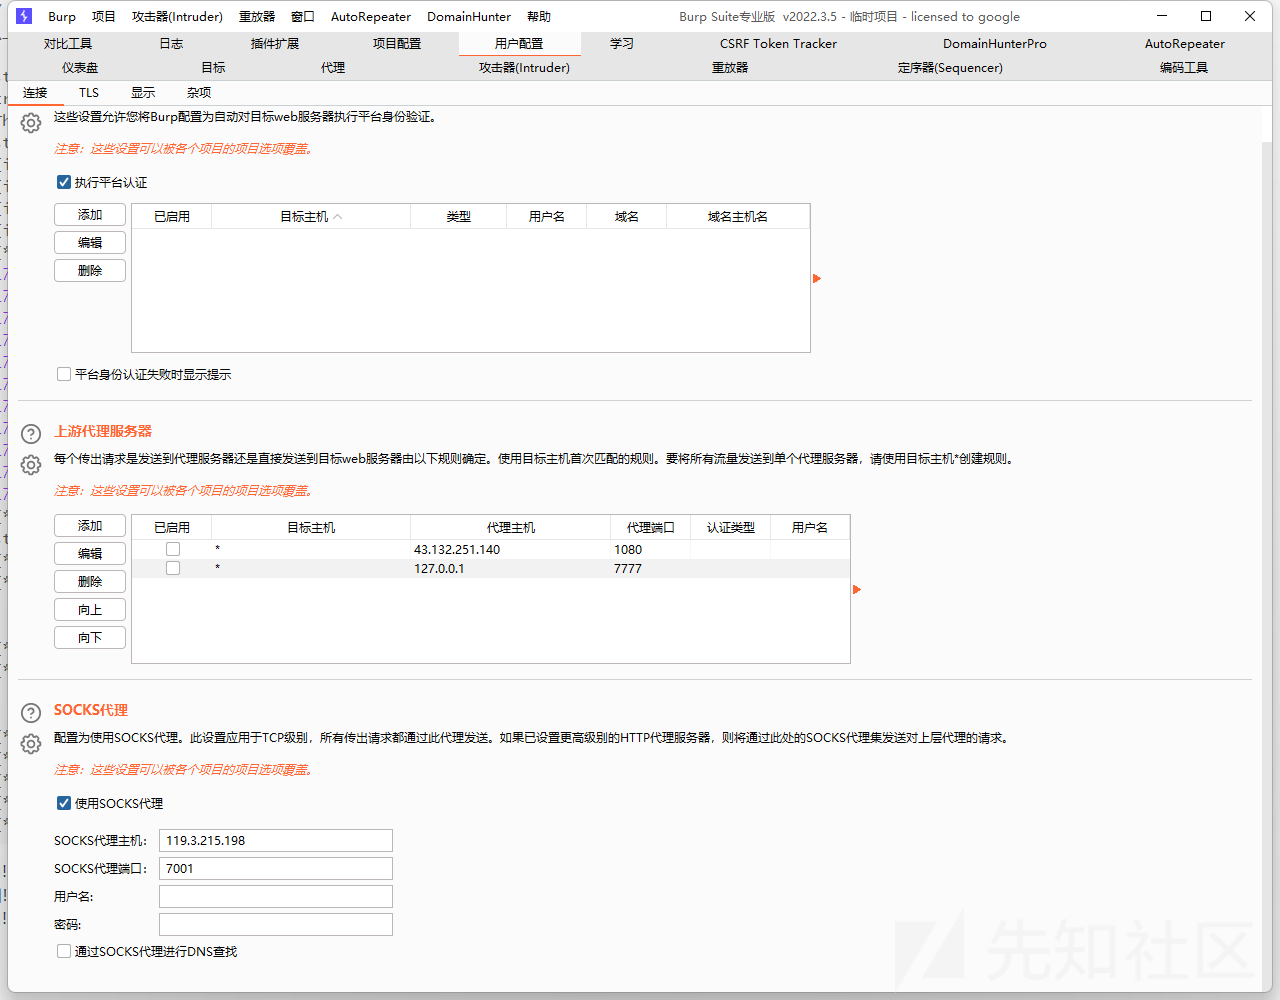 Burp 项目 攻击器(Intruder) 重放器 窗口 AutoRepeater DomainHunter 帮助 Burp Suite专业版 v2022.3.5 - 临时项目 - licensed to google
对比工具 日志 插件扩展 项目配置 用户配置 学习 CSRF Token Tracker DomainHunterPro AutoRepeater
仪表盘 目标 代理 攻击器(Intruder) 重放器 定序器(Sequencer) 编码工具
连接 TLS 显示 杂项
这些设置允许您将Burp配置为自动对目标web服务器执行平台身份验证。
注意：这些设置可以被各个项目的项目选项覆盖。
执行平台认证
添加 已启用 目标主机 类型 用户名 域名 域名主机名
编辑
删除
平台身份认证失败时显示提示
上游代理服务器
每个传出请求是发送到代理服务器还是直接发送到目标web服务器由以下规则确定。使用目标主机首次匹配的规则。要将所有流量发送到单个代理服务器，请使用目标主机*创建规则。
注意：这些设置可以被各个项目的项目选项覆盖。
添加 已启用 目标主机 代理主机 代理端口 认证类型 用户名
编辑 * 43.132.251.140 1080
删除 * 127.0.0.1 7777
向上
向下
SOCKS代理
配置为使用SOCKS代理。此设置应用于TCP级别，所有传出请求都通过此代理发送。如果已设置更高级别的HTTP代理服务器，则将通过此处的SOCKS代理集发送对上层代理的请求。
注意：这些设置可以被各个项目的项目选项覆盖。
使用SOCKS代理
SOCKS代理主机: 119.3.215.198
SOCKS代理端口: 7001
用户名:
密码:
通过SOCKS代理进行DNS查找
先知社区